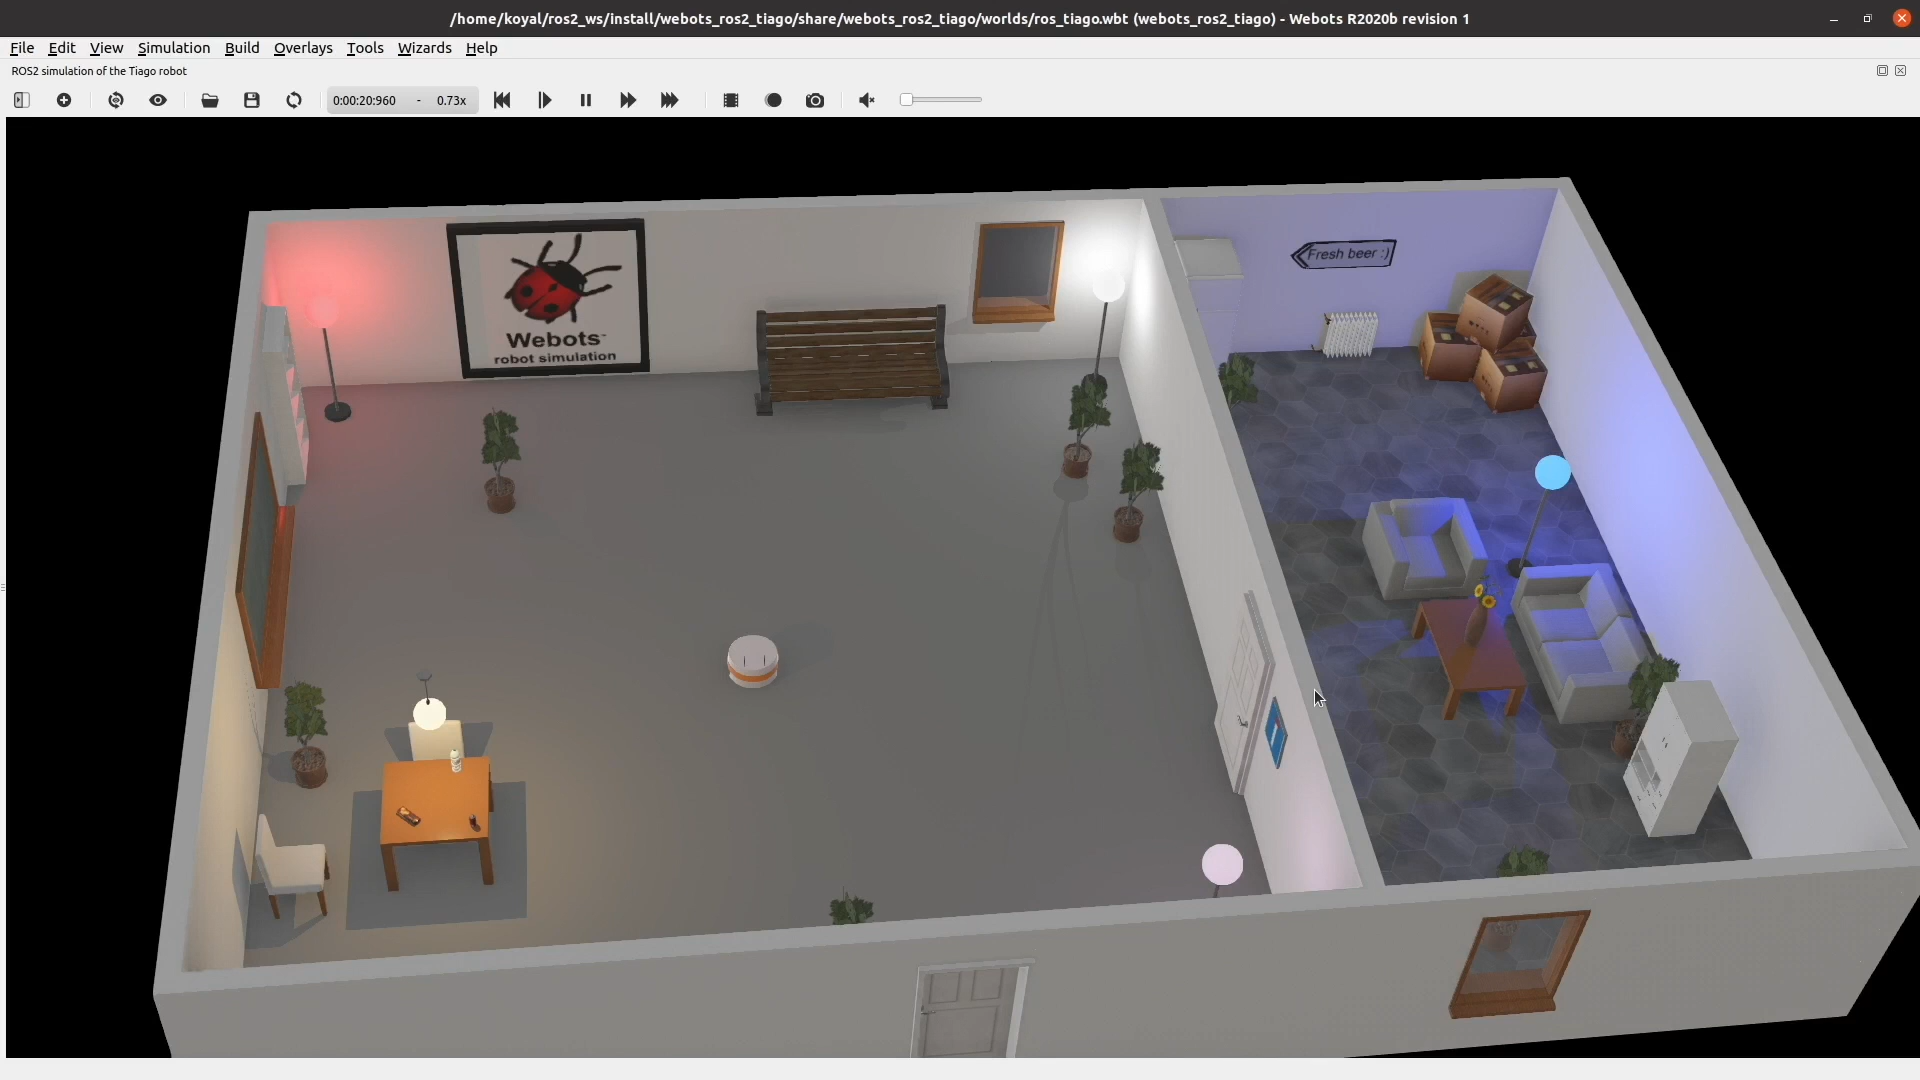 /home/koyal/ros2_ws/install/webots_ros2_tiago/share/webots_ros2_tiago/worlds/ros_tiago.wbt (webots_ros2_tiago) - Webots R2020b revision 1
File Edit View Simulation Build Overlays Tools Wizards Help
ROS2 simulation of the Tiago robot
0:00:20:960 - 0.73x
Webots™
robot simulation
Fresh beer :)